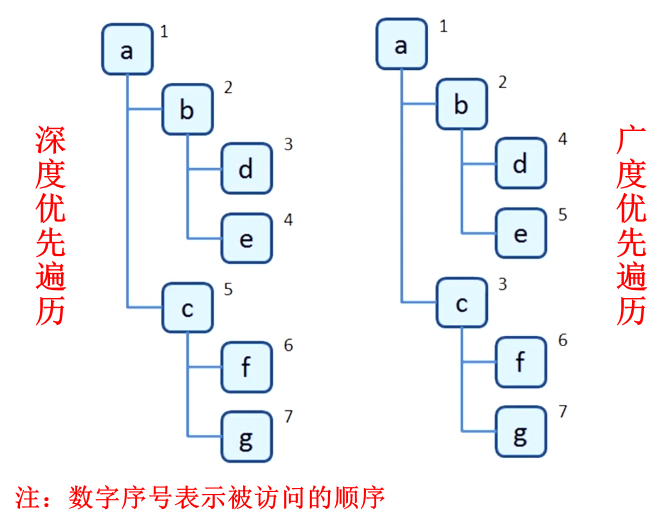 深度优先遍历
a 1
b 2
d 3
e 4
c 5
f 6
g 7
a 1
b 2
d 4
e 5
c 3
f 6
g 7
广度优先遍历
注：数字序号表示被访问的顺序